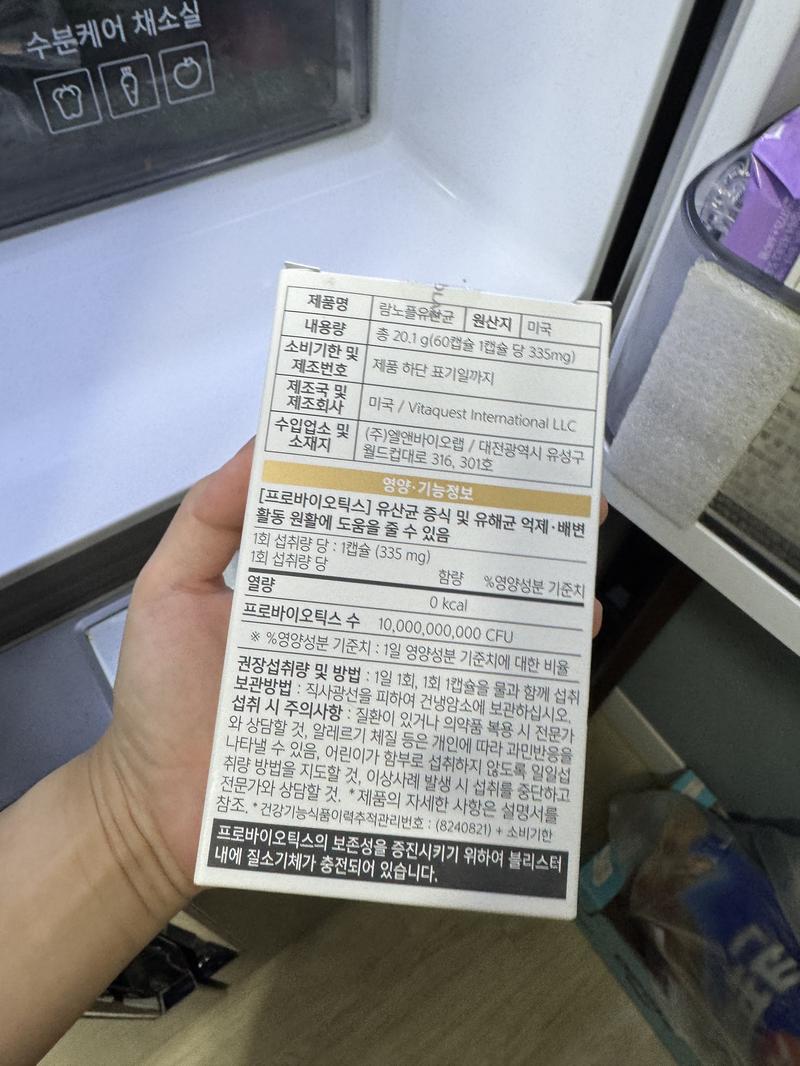 수분케어 채소실
제품명 람노플유산균 원산지 미국
내용량 총 20.1 g(60캡슐 1캡슐 당 335mg)
소비기한 및
제조번호 제품 하단 표기일까지
제조국 및
제조회사 미국 / Vitaquest International LLC
수입업소 및
소재지 (주)엘앤바이오랩 / 대전광역시 유성구
월드컵대로 316, 301호
영양·기능정보
[프로바이오틱스] 유산균 증식 및 유해균 억제·배변
활동 원활에 도움을 줄 수 있음
1회 섭취량 당 : 1캡슐 (335 mg)
1회 섭취량 당 함량 %영양성분 기준치
열량 0 kcal
프로바이오틱스 수 10,000,000,000 CFU
※ %영양성분 기준치 : 1일 영양성분 기준치에 대한 비율
권장섭취량 및 방법 : 1일 1회, 1회 1캡슐을 물과 함께 섭취
보관방법 : 직사광선을 피하여 건냉암소에 보관하십시오.
섭취 시 주의사항 : 질환이 있거나 의약품 복용 시 전문가
와 상담할 것, 알레르기 체질 등은 개인에 따라 과민반응을
나타낼 수 있음, 어린이가 함부로 섭취하지 않도록 일일섭
취량 방법을 지도할 것, 이상사례 발생 시 섭취를 중단하고
전문가와 상담할 것. *제품의 자세한 사항은 설명서를
참조. *건강기능식품이력추적관리번호 : (8240821) + 소비기한
프로바이오틱스의 보존성을 증진시키기 위하여 블리스터
내에 질소기체가 충전되어 있습니다.